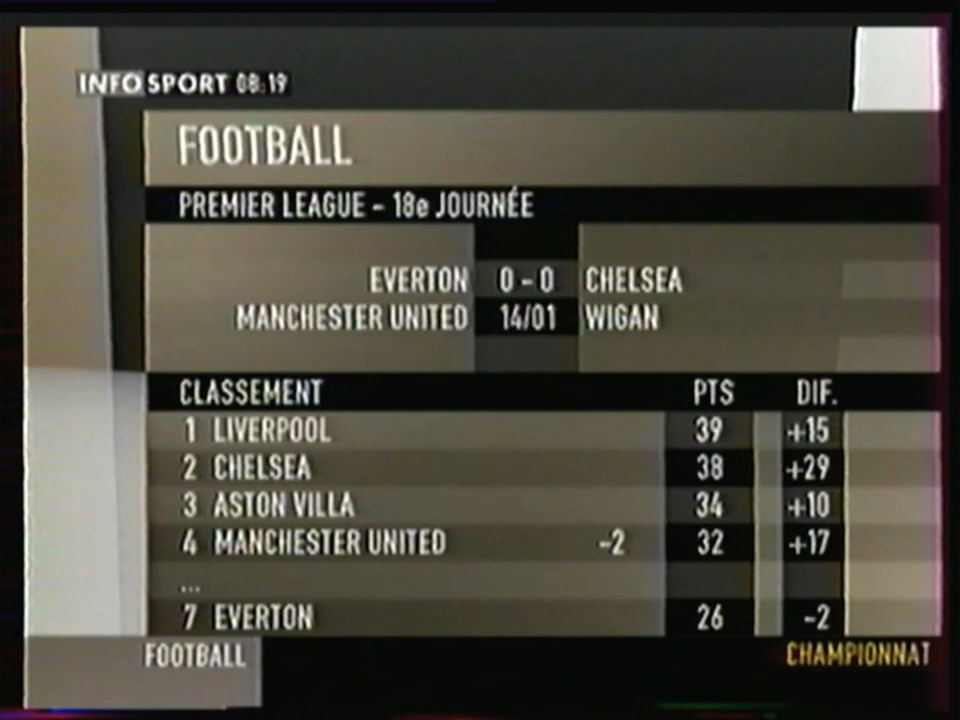 INFOSPORT 08:19
FOOTBALL
PREMIER LEAGUE - 18e JOURNÉE
EVERTON 0 - 0 CHELSEA
MANCHESTER UNITED 14/01 WIGAN
CLASSEMENT PTS DIF.
1 LIVERPOOL 39 +15
2 CHELSEA 38 +29
3 ASTON VILLA 34 +10
4 MANCHESTER UNITED -2 32 +17
...
7 EVERTON 26 -2
FOOTBALL CHAMPIONNAT